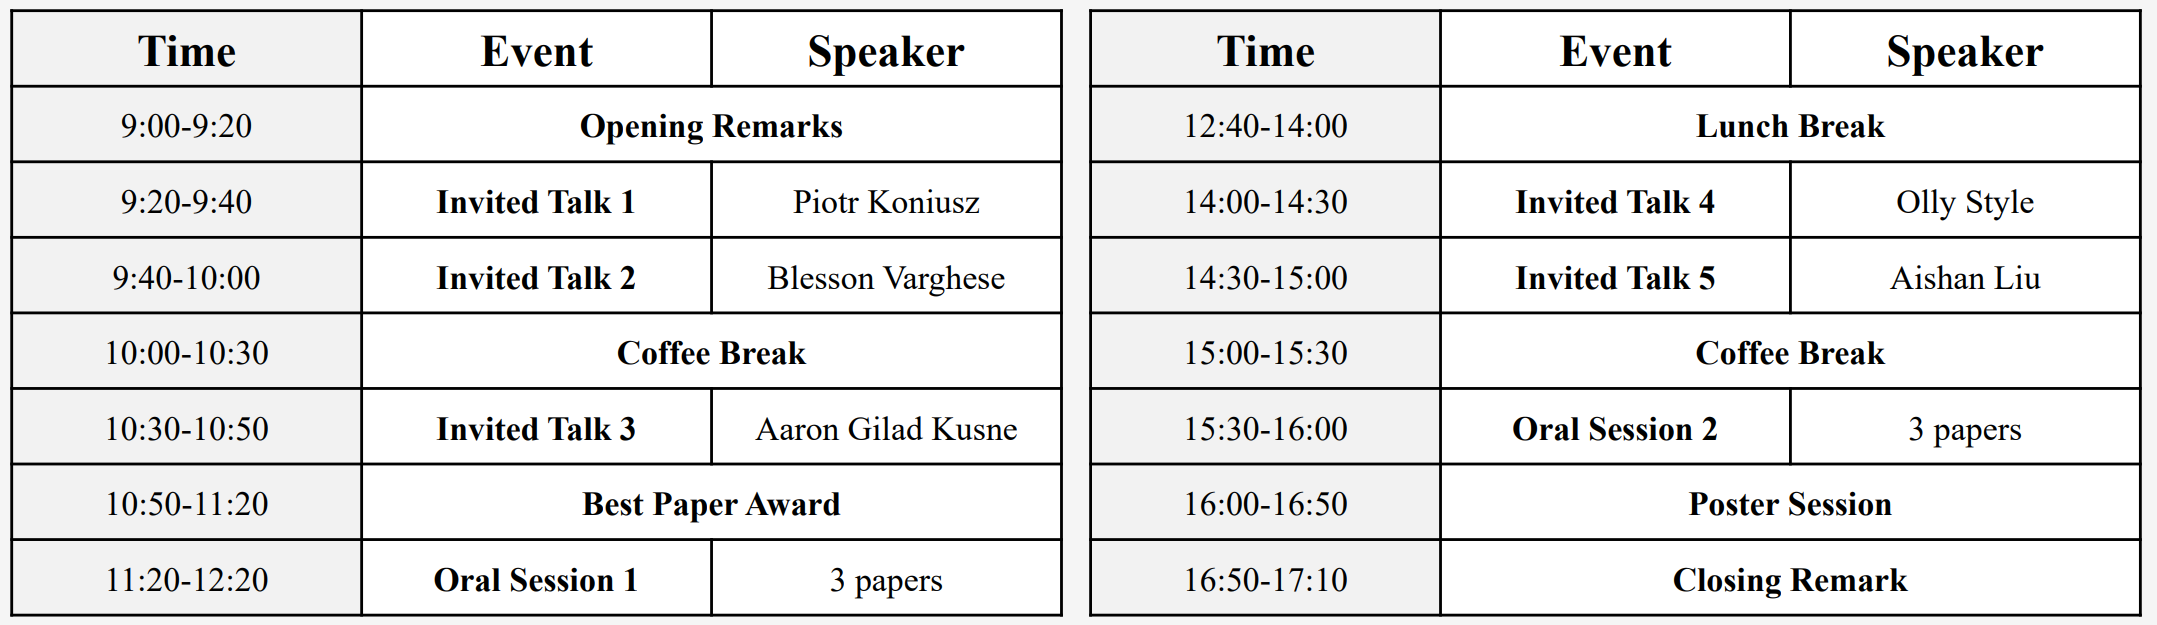 Time Event Speaker
9:00-9:20 Opening Remarks
9:20-9:40 Invited Talk 1 Piotr Koniusz
9:40-10:00 Invited Talk 2 Blesson Varghese
10:00-10:30 Coffee Break
10:30-10:50 Invited Talk 3 Aaron Gilad Kusne
10:50-11:20 Best Paper Award
11:20-12:20 Oral Session 1 3 papers
Time Event Speaker
12:40-14:00 Lunch Break
14:00-14:30 Invited Talk 4 Olly Style
14:30-15:00 Invited Talk 5 Aishan Liu
15:00-15:30 Coffee Break
15:30-16:00 Oral Session 2 3 papers
16:00-16:50 Poster Session
16:50-17:10 Closing Remark